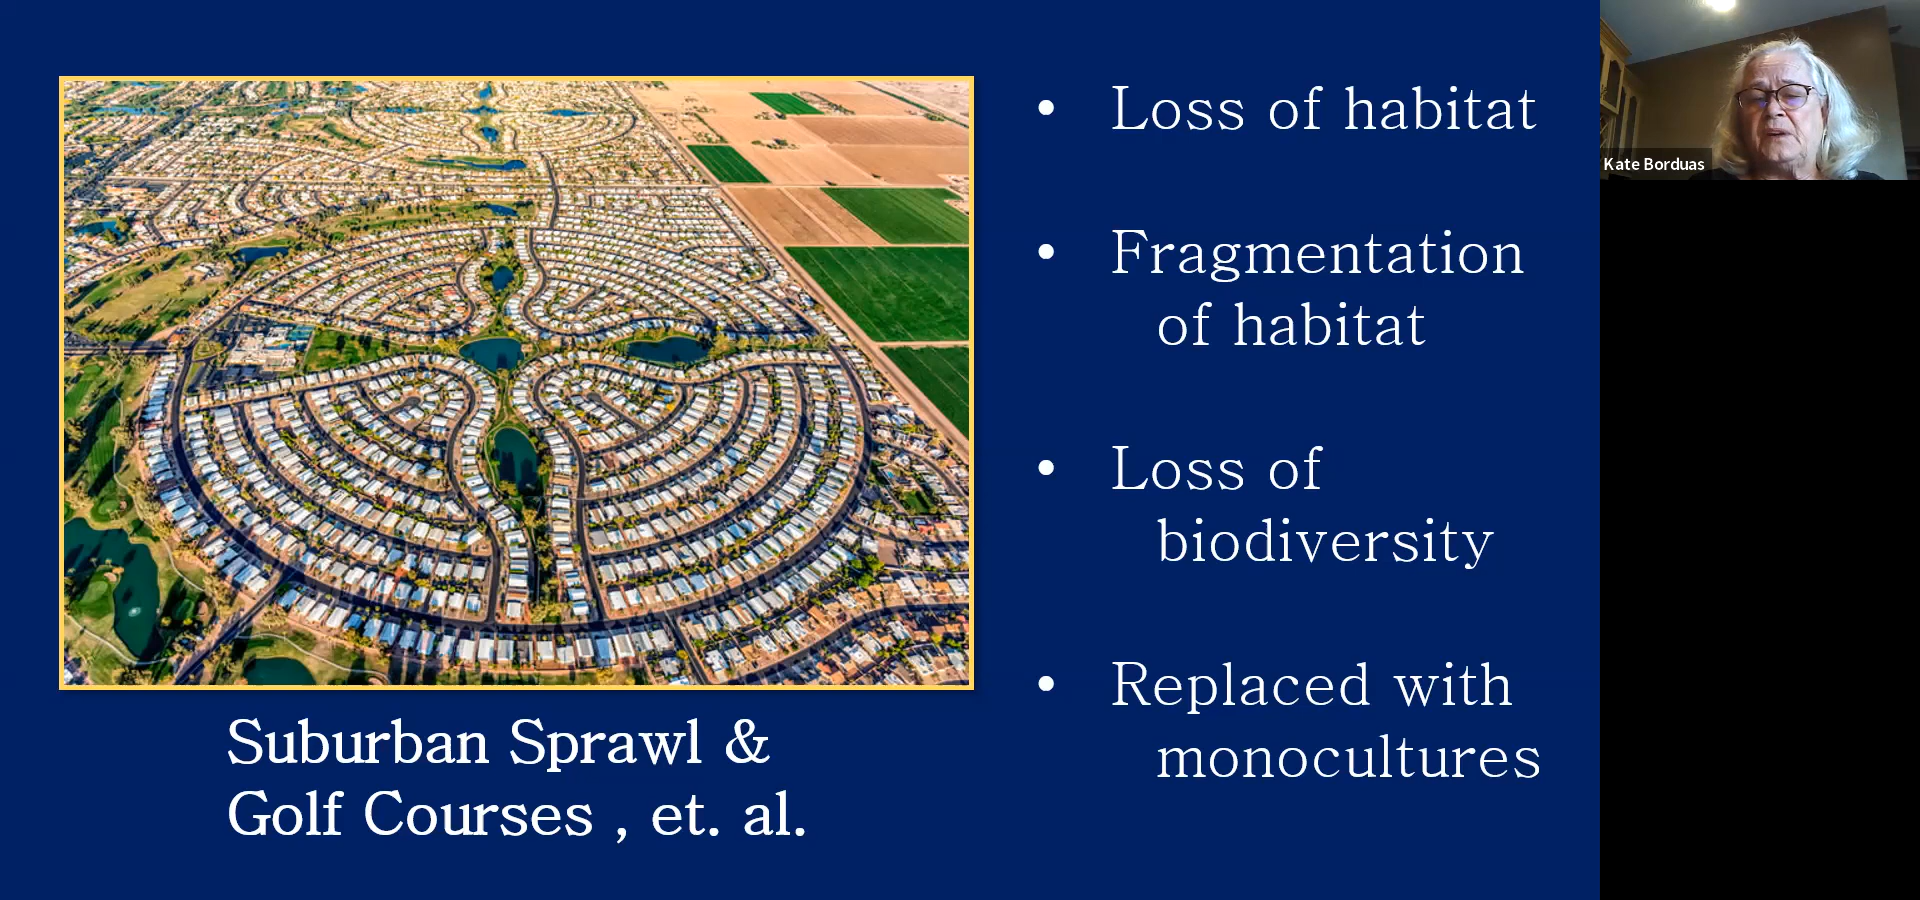 • Loss of habitat
• Fragmentation
of habitat
• Loss of
biodiversity
• Replaced with
monocultures
Suburban Sprawl &
Golf Courses , et. al.
Kate Borduas